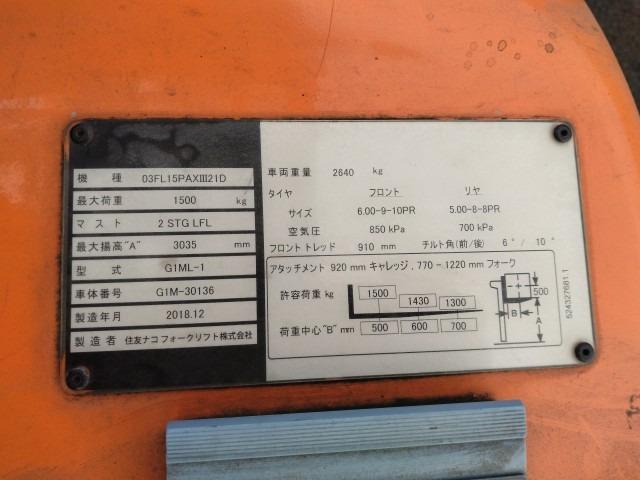 機 種 03FL15PAXⅢ21D
最大荷重 1500 kg
マスト 2 STG LFL
最大揚高"A" 3035 mm
型 式 G1ML-1
車体番号 G1M-30136
製造年月 2018.12
製造者 住友ナコ フォークリフト株式会社
車両重量 2640 kg
タイヤ フロント リヤ
サイズ 6.00-9-10PR 5.00-8-8PR
空気圧 850 kPa 700 kPa
フロントトレッド 910 mm チルト角(前/後) 6° / 10°
アタッチメント 920 mm キャレッジ , 770 - 1220 mm フォーク
許容荷重 kg 1500 1430 1300
荷重中心 "B" mm 500 600 700
500
B
A
524327681.1